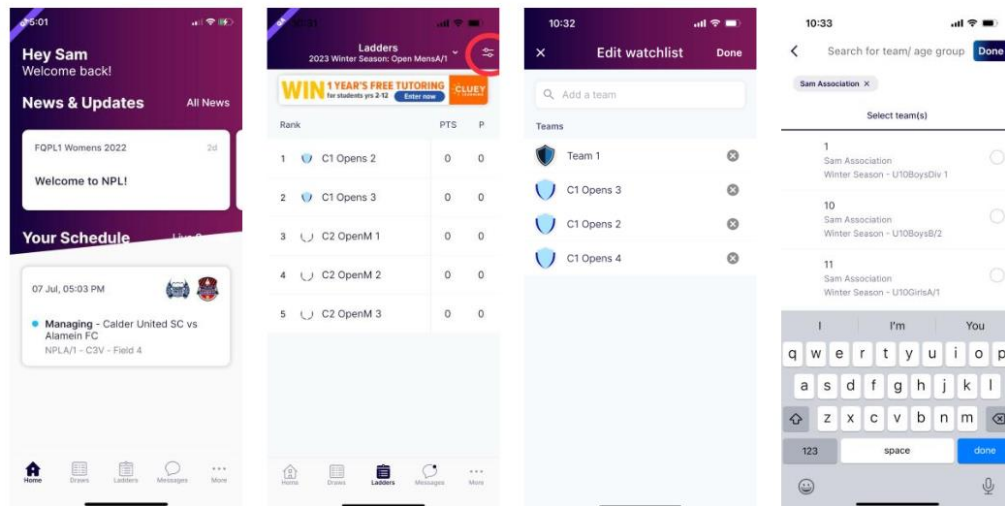 5:01
Hey Sam
Welcome back!
News & Updates
All News
FQPL1 Womens 2022
2d
Welcome to NPL!
Your Schedule
07 Jul, 05:03 PM
Managing - Calder United SC vs
Alamein FC
NPLA/1 - C3V - Field 4
Home
Draws
Ladders
Messages
More
Ladders
2023 Winter Season: Open MensA/1
WIN
1 YEAR'S FREE TUTORING
for students yrs 2-12
Enter now
CLUEY
Rank
PTS
P
1
C1 Opens 2
0
0
2
C1 Opens 3
0
0
3
C2 OpenM 1
0
0
4
C2 OpenM 2
0
0
5
C2 OpenM 3
0
0
Home
Draws
Ladders
Messages
More
10:32
Edit watchlist
Done
Add a team
Teams
Team 1
C1 Opens 3
C1 Opens 2
C1 Opens 4
10:33
Search for team/ age group
Done
Sam Association
Select team(s)
1
Sam Association
Winter Season - U10BoysDiv 1
10
Sam Association
Winter Season - U10BoysB/2
11
Sam Association
Winter Season - U10GirlsA/1
I
I'm
You
q w e r t y u i o p
a s d f g h j k l
z x c v b n m
123
space
done